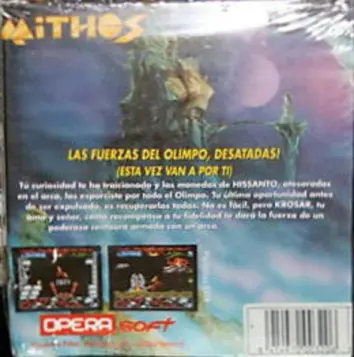 MITHOS
LAS FUERZAS DEL OLIMPO, DESATADAS!
(ESTA VEZ VAN A POR TI)
Tú curiosidad te ha traicionado y las monedas de HISSANTO, atesoradas
en el arca, las esparciste por todo el Olimpo. Tu última oportunidad antes
de ser expulsado, es recuperarlas todas. No es fácil, pero KROSAR, tu
amo y señor, como recompensa a tu fidelidad te dará la fuerza de un
poderoso centauro armado con un arco.
OPERA SOFT